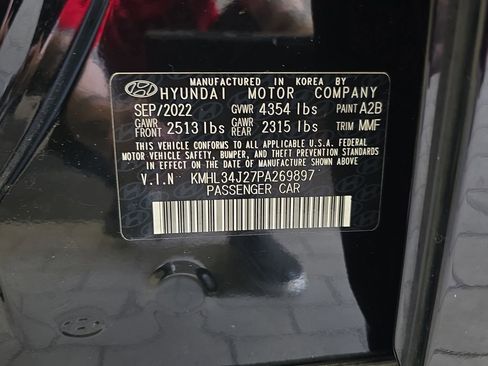 MANUFACTURED IN KOREA BY
HYUNDAI MOTOR COMPANY
SEP/2022 GVWR 4354 lbs PAINT A2B
GAWR FRONT 2513 lbs GAWR REAR 2315 lbs TRIM MMF
THIS VEHICLE CONFORMS TO ALL APPLICABLE U.S.A. FEDERAL
MOTOR VEHICLE SAFETY, BUMPER, AND THEFT PREVENTION STANDARDS
IN EFFECT ON THE DATE OF MANUFACTURE SHOWN ABOVE.
V.I.N KMHL34J27PA269897
PASSENGER CAR